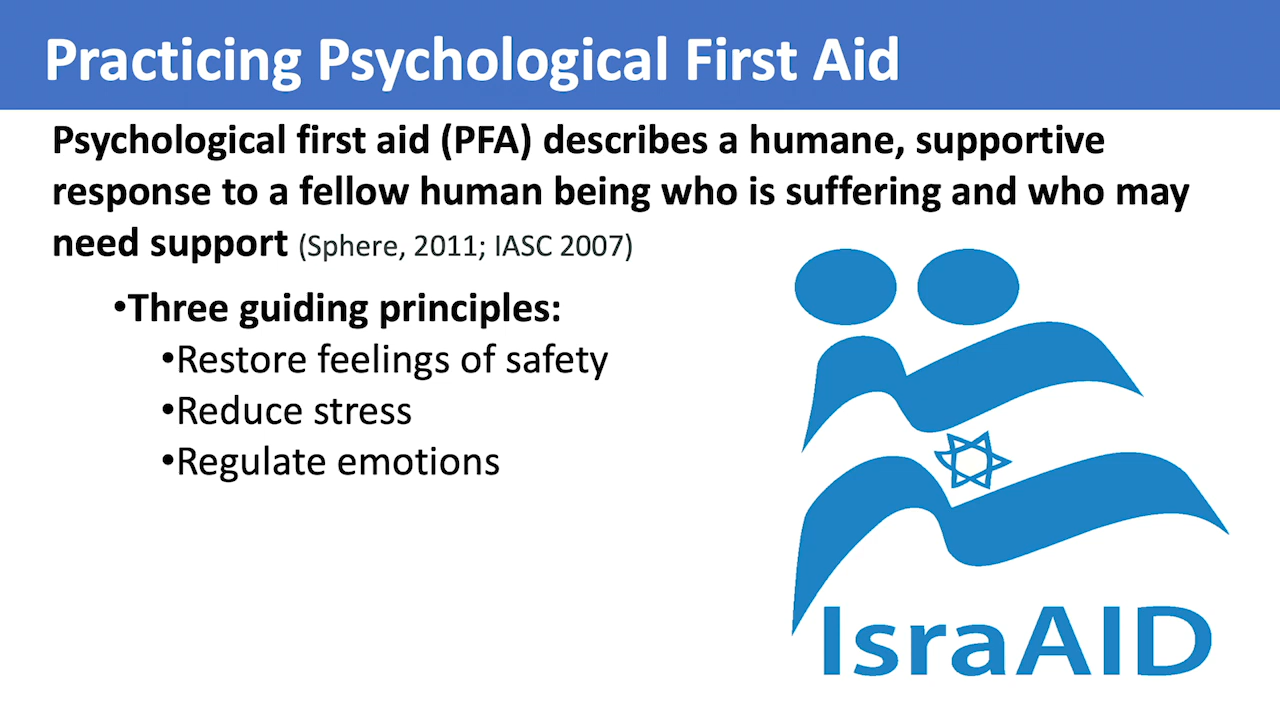 Practicing Psychological First Aid
Psychological first aid (PFA) describes a humane, supportive
response to a fellow human being who is suffering and who may
need support (Sphere, 2011; IASC 2007)
•Three guiding principles:
•Restore feelings of safety
•Reduce stress
•Regulate emotions
IsraAID